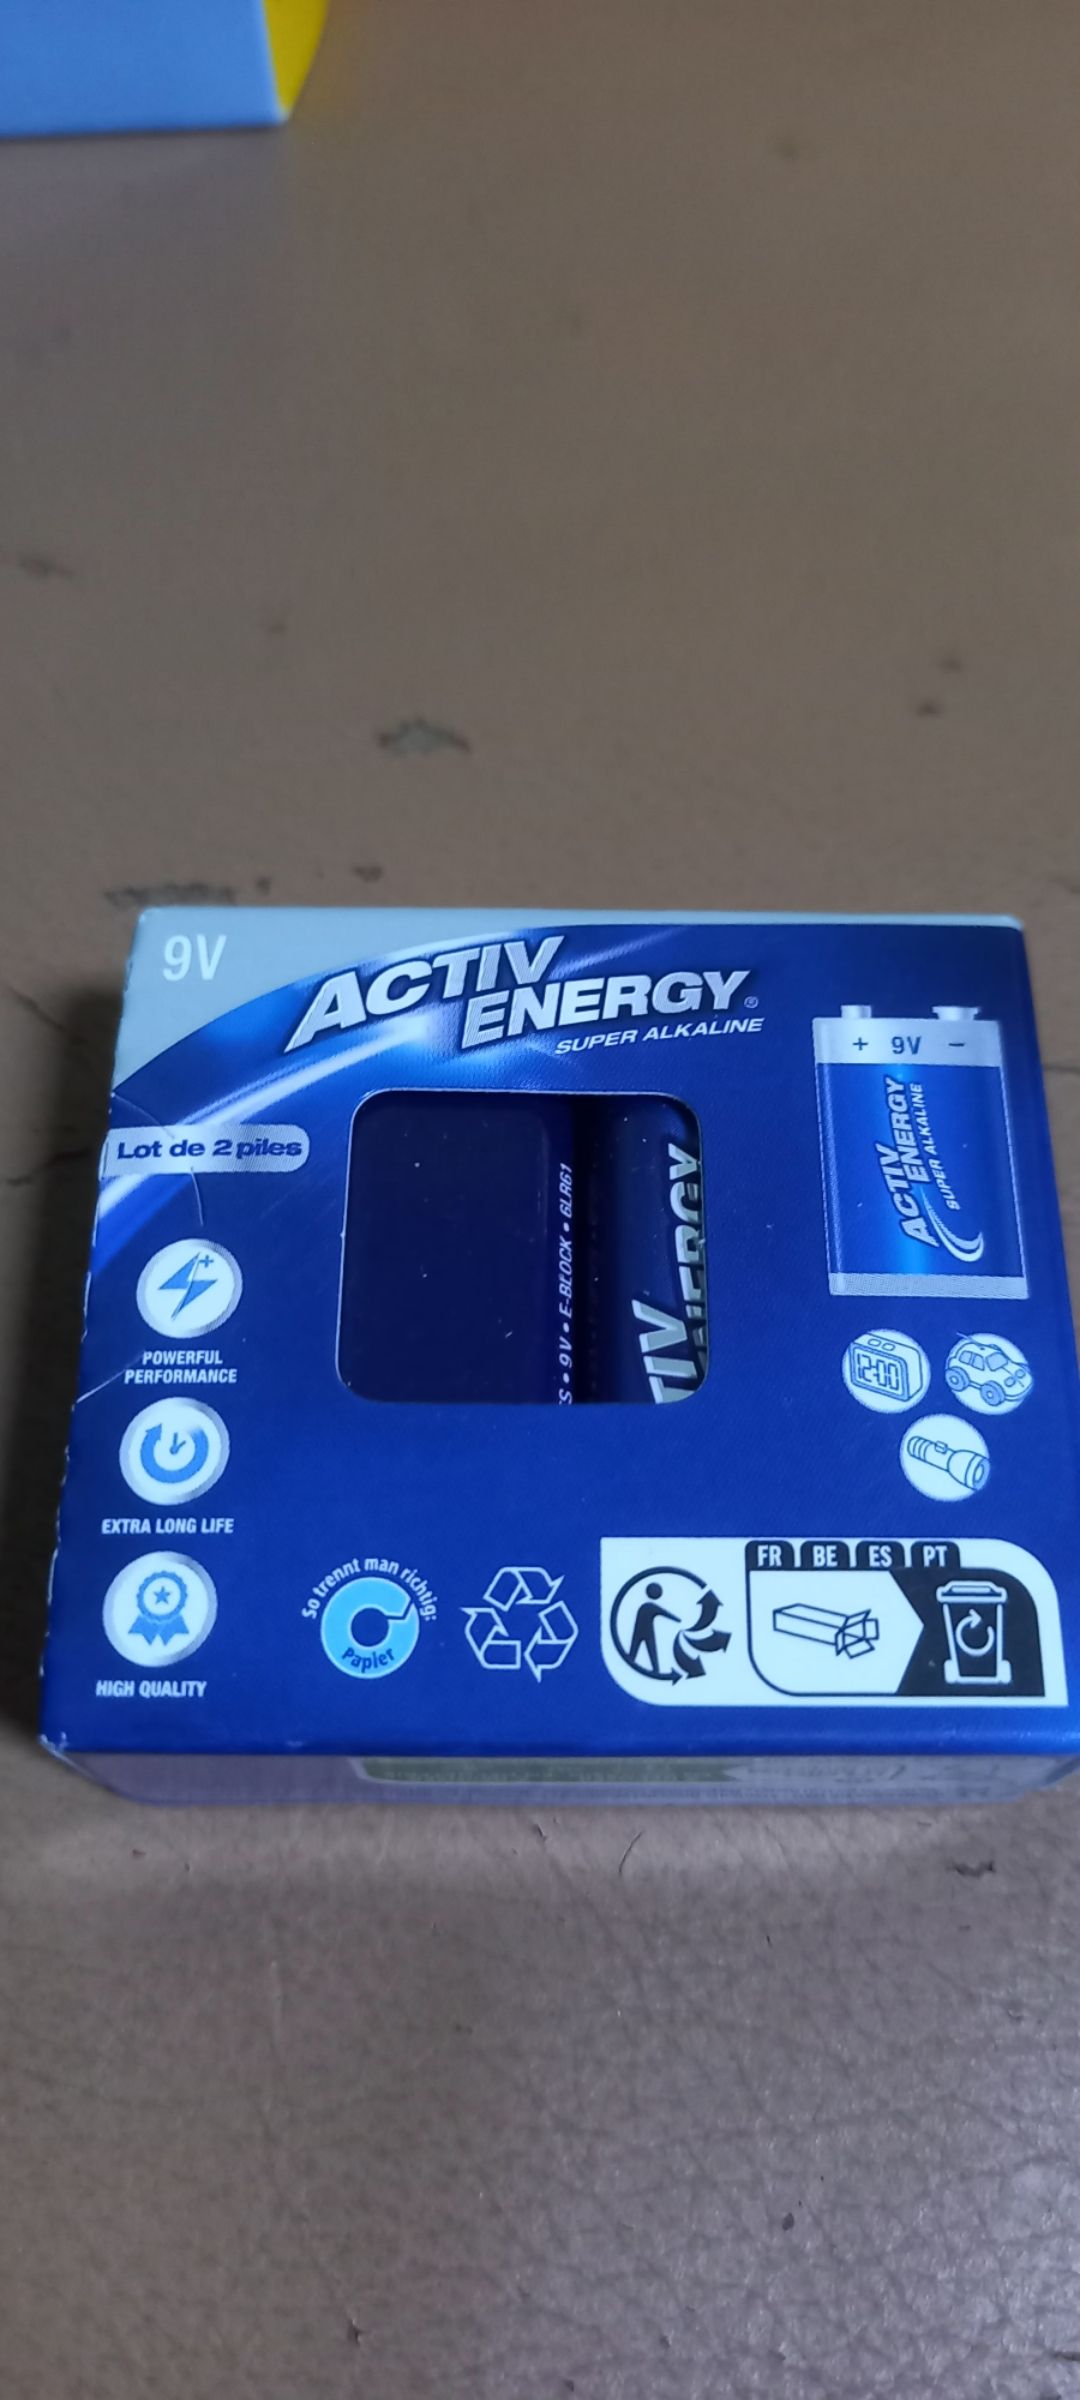 9V
ACTIV
ENERGY®
SUPER ALKALINE
+ 9V -
ACTIV
ENERGY
SUPER ALKALINE
Lot de 2 piles
S • 9V • E-BLOCK • 6LR61
TIV
ENERGY
12:00
POWERFUL
PERFORMANCE
EXTRA LONG LIFE
HIGH QUALITY
So trennt man richtig:
Papier
FR BE ES PT